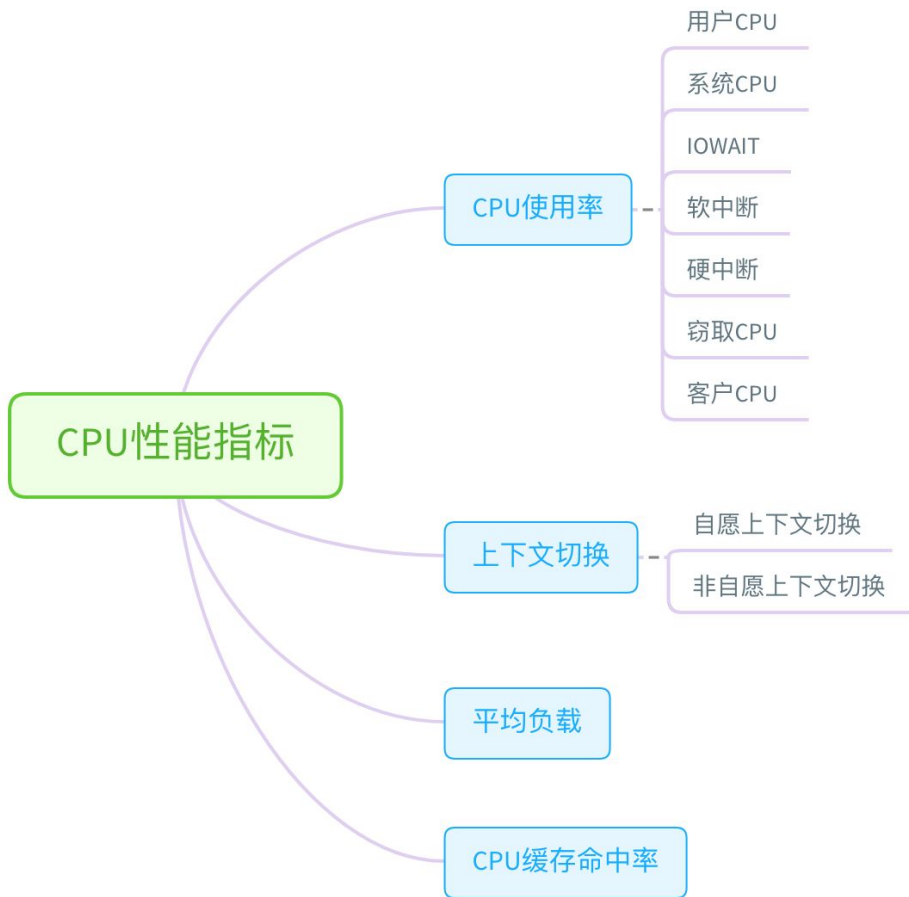 CPU性能指标
CPU使用率
用户CPU
系统CPU
IOWAIT
软中断
硬中断
窃取CPU
客户CPU
上下文切换
自愿上下文切换
非自愿上下文切换
平均负载
CPU缓存命中率